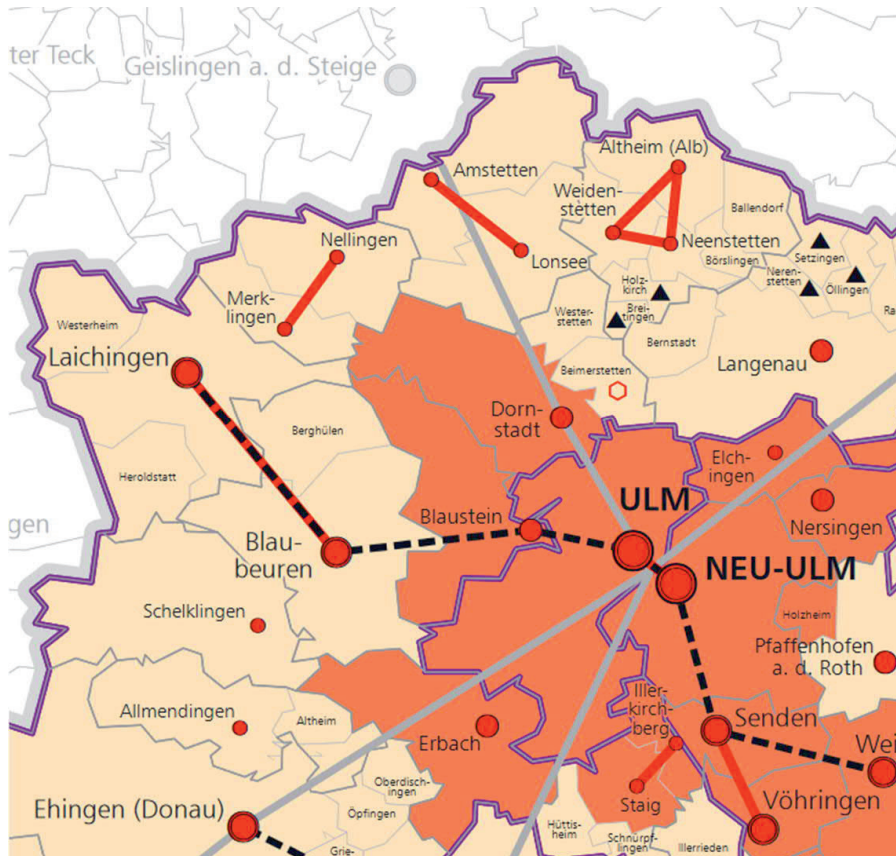 ter Teck
Geislingen a. d. Steige
Amstetten
Altheim (Alb)
Weiden-
stetten
Ballendorf
Nellingen
Lonsee
Neenstetten
Börslingen
Setzingen
Neren-
stetten
Öllingen
Holz-
kirch
Brei-
tingen
Wester-
stetten
Merk-
lingen
Ra
Westerheim
Laichingen
Bernstadt
Langenau
Beimerstetten
Dorn-
stadt
Berghülen
Heroldstatt
Elch-
ingen
ULM
Blaustein
Nersingen
gen
Blau-
beuren
NEU-ULM
Schelklingen
Holzheim
Pfaffenhofen
a. d. Roth
Allmendingen
Altheim
Iller-
kirch-
berg
Erbach
Senden
Wei
Oberdisch-
ingen
Staig
Ehingen (Donau)
Öpfingen
Vöhringen
Hüttis-
heim
Schnürpf-
lingen
Illerrieden
Grie-